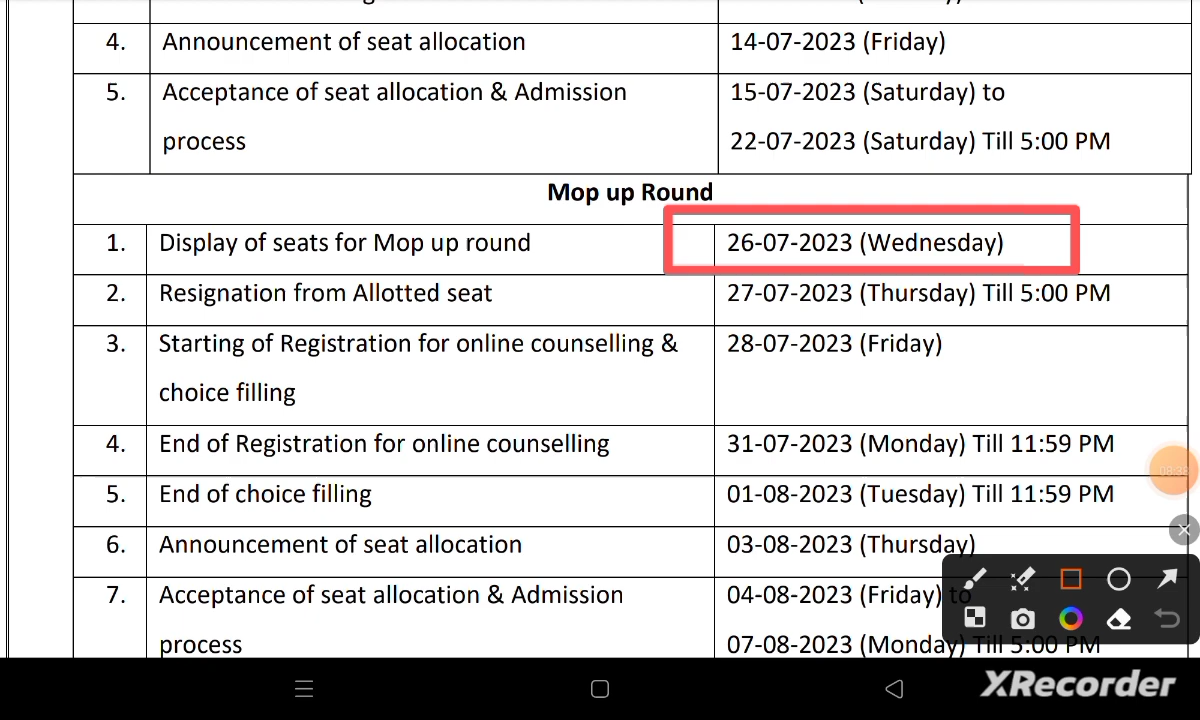 4. Announcement of seat allocation 14-07-2023 (Friday)
5. Acceptance of seat allocation & Admission 15-07-2023 (Saturday) to
process 22-07-2023 (Saturday) Till 5:00 PM
Mop up Round
1. Display of seats for Mop up round 26-07-2023 (Wednesday)
2. Resignation from Allotted seat 27-07-2023 (Thursday) Till 5:00 PM
3. Starting of Registration for online counselling & 28-07-2023 (Friday)
choice filling
4. End of Registration for online counselling 31-07-2023 (Monday) Till 11:59 PM
5. End of choice filling 01-08-2023 (Tuesday) Till 11:59 PM
6. Announcement of seat allocation 03-08-2023 (Thursday)
7. Acceptance of seat allocation & Admission 04-08-2023 (Friday) to
process 07-08-2023 (Monday) Till 5:00 PM
08:38
XRecorder